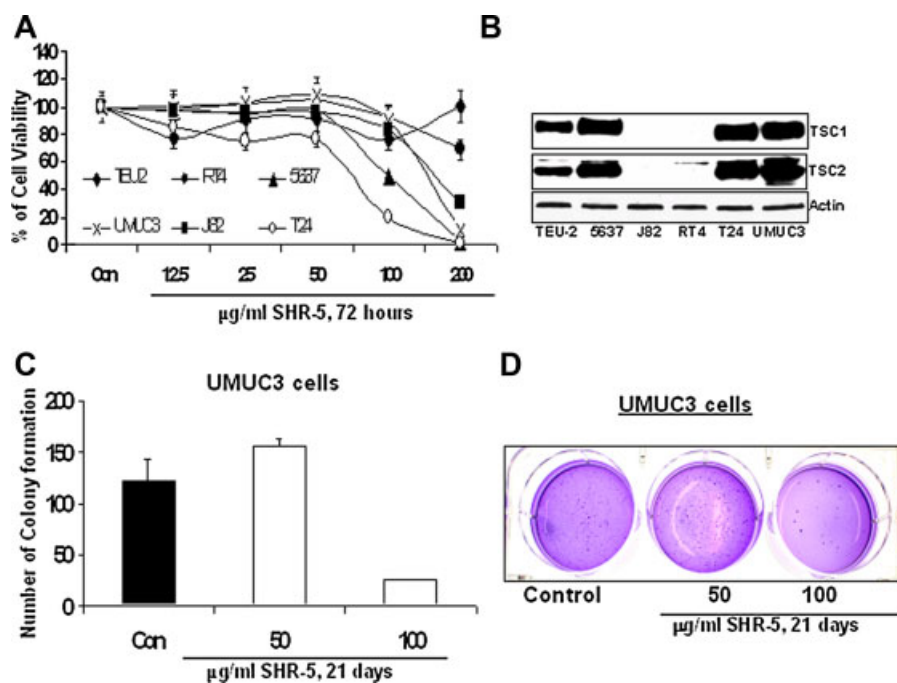 A
% of Cell Viability
140
120
100
80
60
40
20
0
TEU2 RT4 5637
UMUC3 J82 T24
Con 12.5 25 50 100 200
µg/ml SHR-5, 72 hours
B
TSC1
TSC2
Actin
TEU-2 5637 J82 RT4 T24 UMUC3
C
UMUC3 cells
Number of Colony formation
200
150
100
50
0
Con 50 100
µg/ml SHR-5, 21 days
D
UMUC3 cells
Control 50 100
µg/ml SHR-5, 21 days